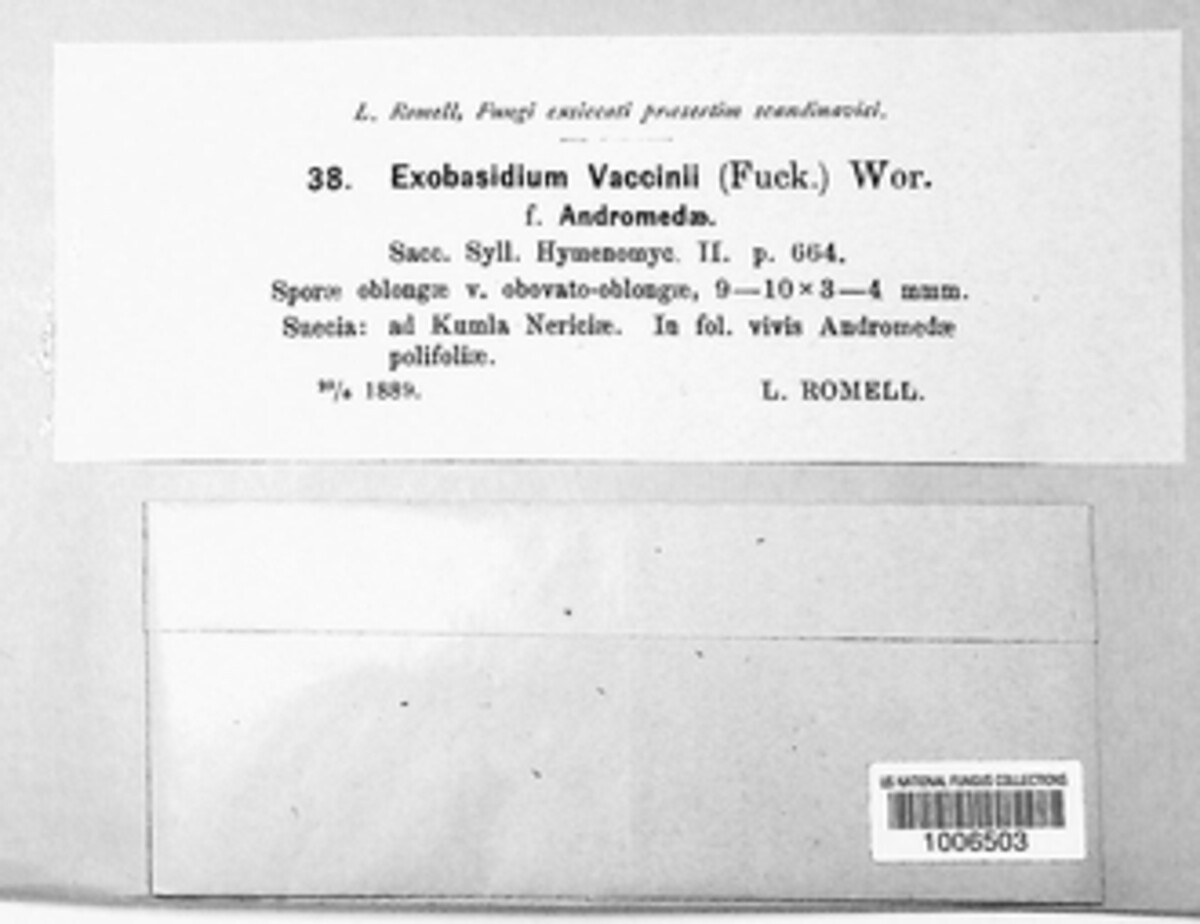 L. Romell, Fungi exsiccati præsertim scandinavici.
38. Exobasidium Vaccinii (Fuck.) Wor.
f. Andromedæ.
Sacc. Syll. Hymenomyc. II. p. 664.
Sporæ oblongæ v. obovato-oblongæ, 9—10×3—4 mmm.
Suecia: ad Kumla Nericiæ. In fol. vivis Andromedæ
polifoliæ.
1889. L. ROMELL.
US NATIONAL FUNGUS COLLECTIONS
1006503